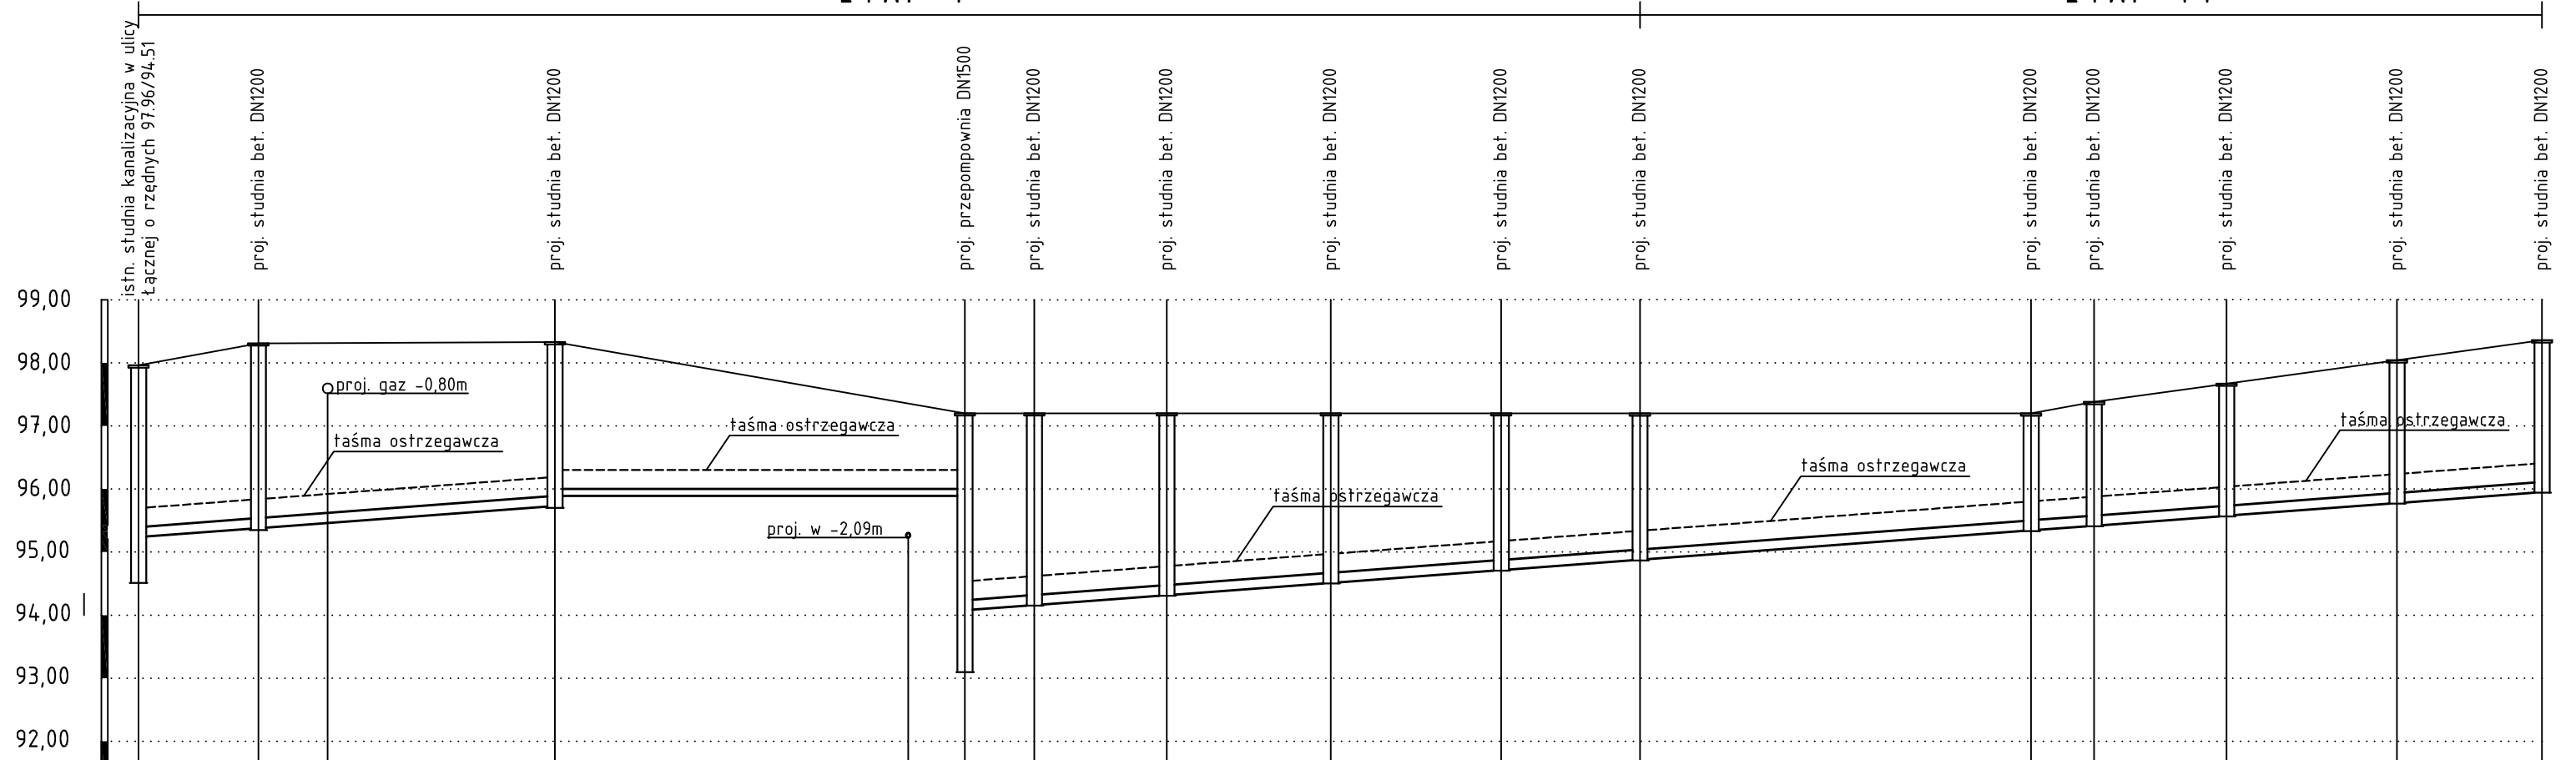 istn. studnia kanalizacyjna w ulicy
Łącznej o rzędnych 97.96/94.51
proj. studnia bet. DN1200
proj. studnia bet. DN1200
proj. przepompownia DN1500
proj. studnia bet. DN1200
proj. studnia bet. DN1200
proj. studnia bet. DN1200
proj. studnia bet. DN1200
proj. studnia bet. DN1200
proj. studnia bet. DN1200
proj. studnia bet. DN1200
proj. studnia bet. DN1200
proj. studnia bet. DN1200
proj. studnia bet. DN1200
99,00
98,00
97,00
96,00
95,00
94,00
93,00
92,00
proj. gaz -0,80m
taśma ostrzegawcza
taśma ostrzegawcza
proj. w -2,09m
taśma ostrzegawcza
taśma ostrzegawcza
taśma ostrzegawcza